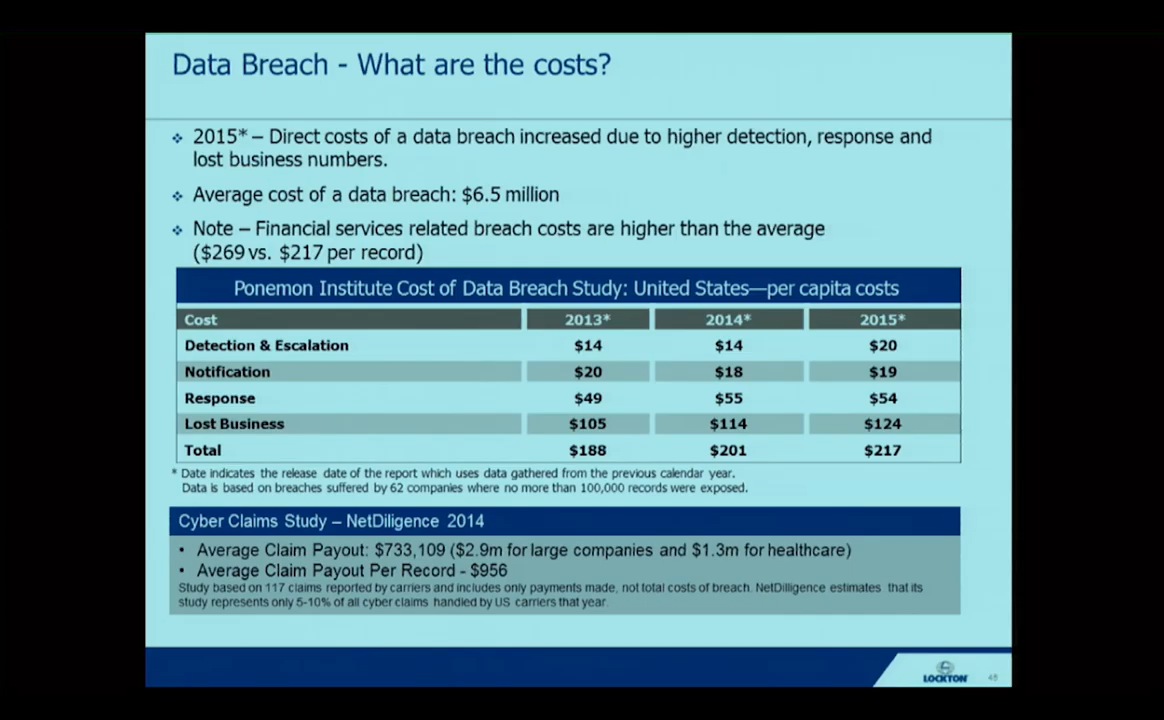 Data Breach - What are the costs?
❖ 2015* – Direct costs of a data breach increased due to higher detection, response and
lost business numbers.
❖ Average cost of a data breach: $6.5 million
❖ Note – Financial services related breach costs are higher than the average
($269 vs. $217 per record)
Ponemon Institute Cost of Data Breach Study: United States—per capita costs
Cost 2013* 2014* 2015*
Detection & Escalation $14 $14 $20
Notification $20 $18 $19
Response $49 $55 $54
Lost Business $105 $114 $124
Total $188 $201 $217
* Date indicates the release date of the report which uses data gathered from the previous calendar year.
Data is based on breaches suffered by 62 companies where no more than 100,000 records were exposed.
Cyber Claims Study – NetDiligence 2014
• Average Claim Payout: $733,109 ($2.9m for large companies and $1.3m for healthcare)
• Average Claim Payout Per Record - $956
Study based on 117 claims reported by carriers and includes only payments made, not total costs of breach. NetDilligence estimates that its
study represents only 5-10% of all cyber claims handled by US carriers that year.
LOCKTON